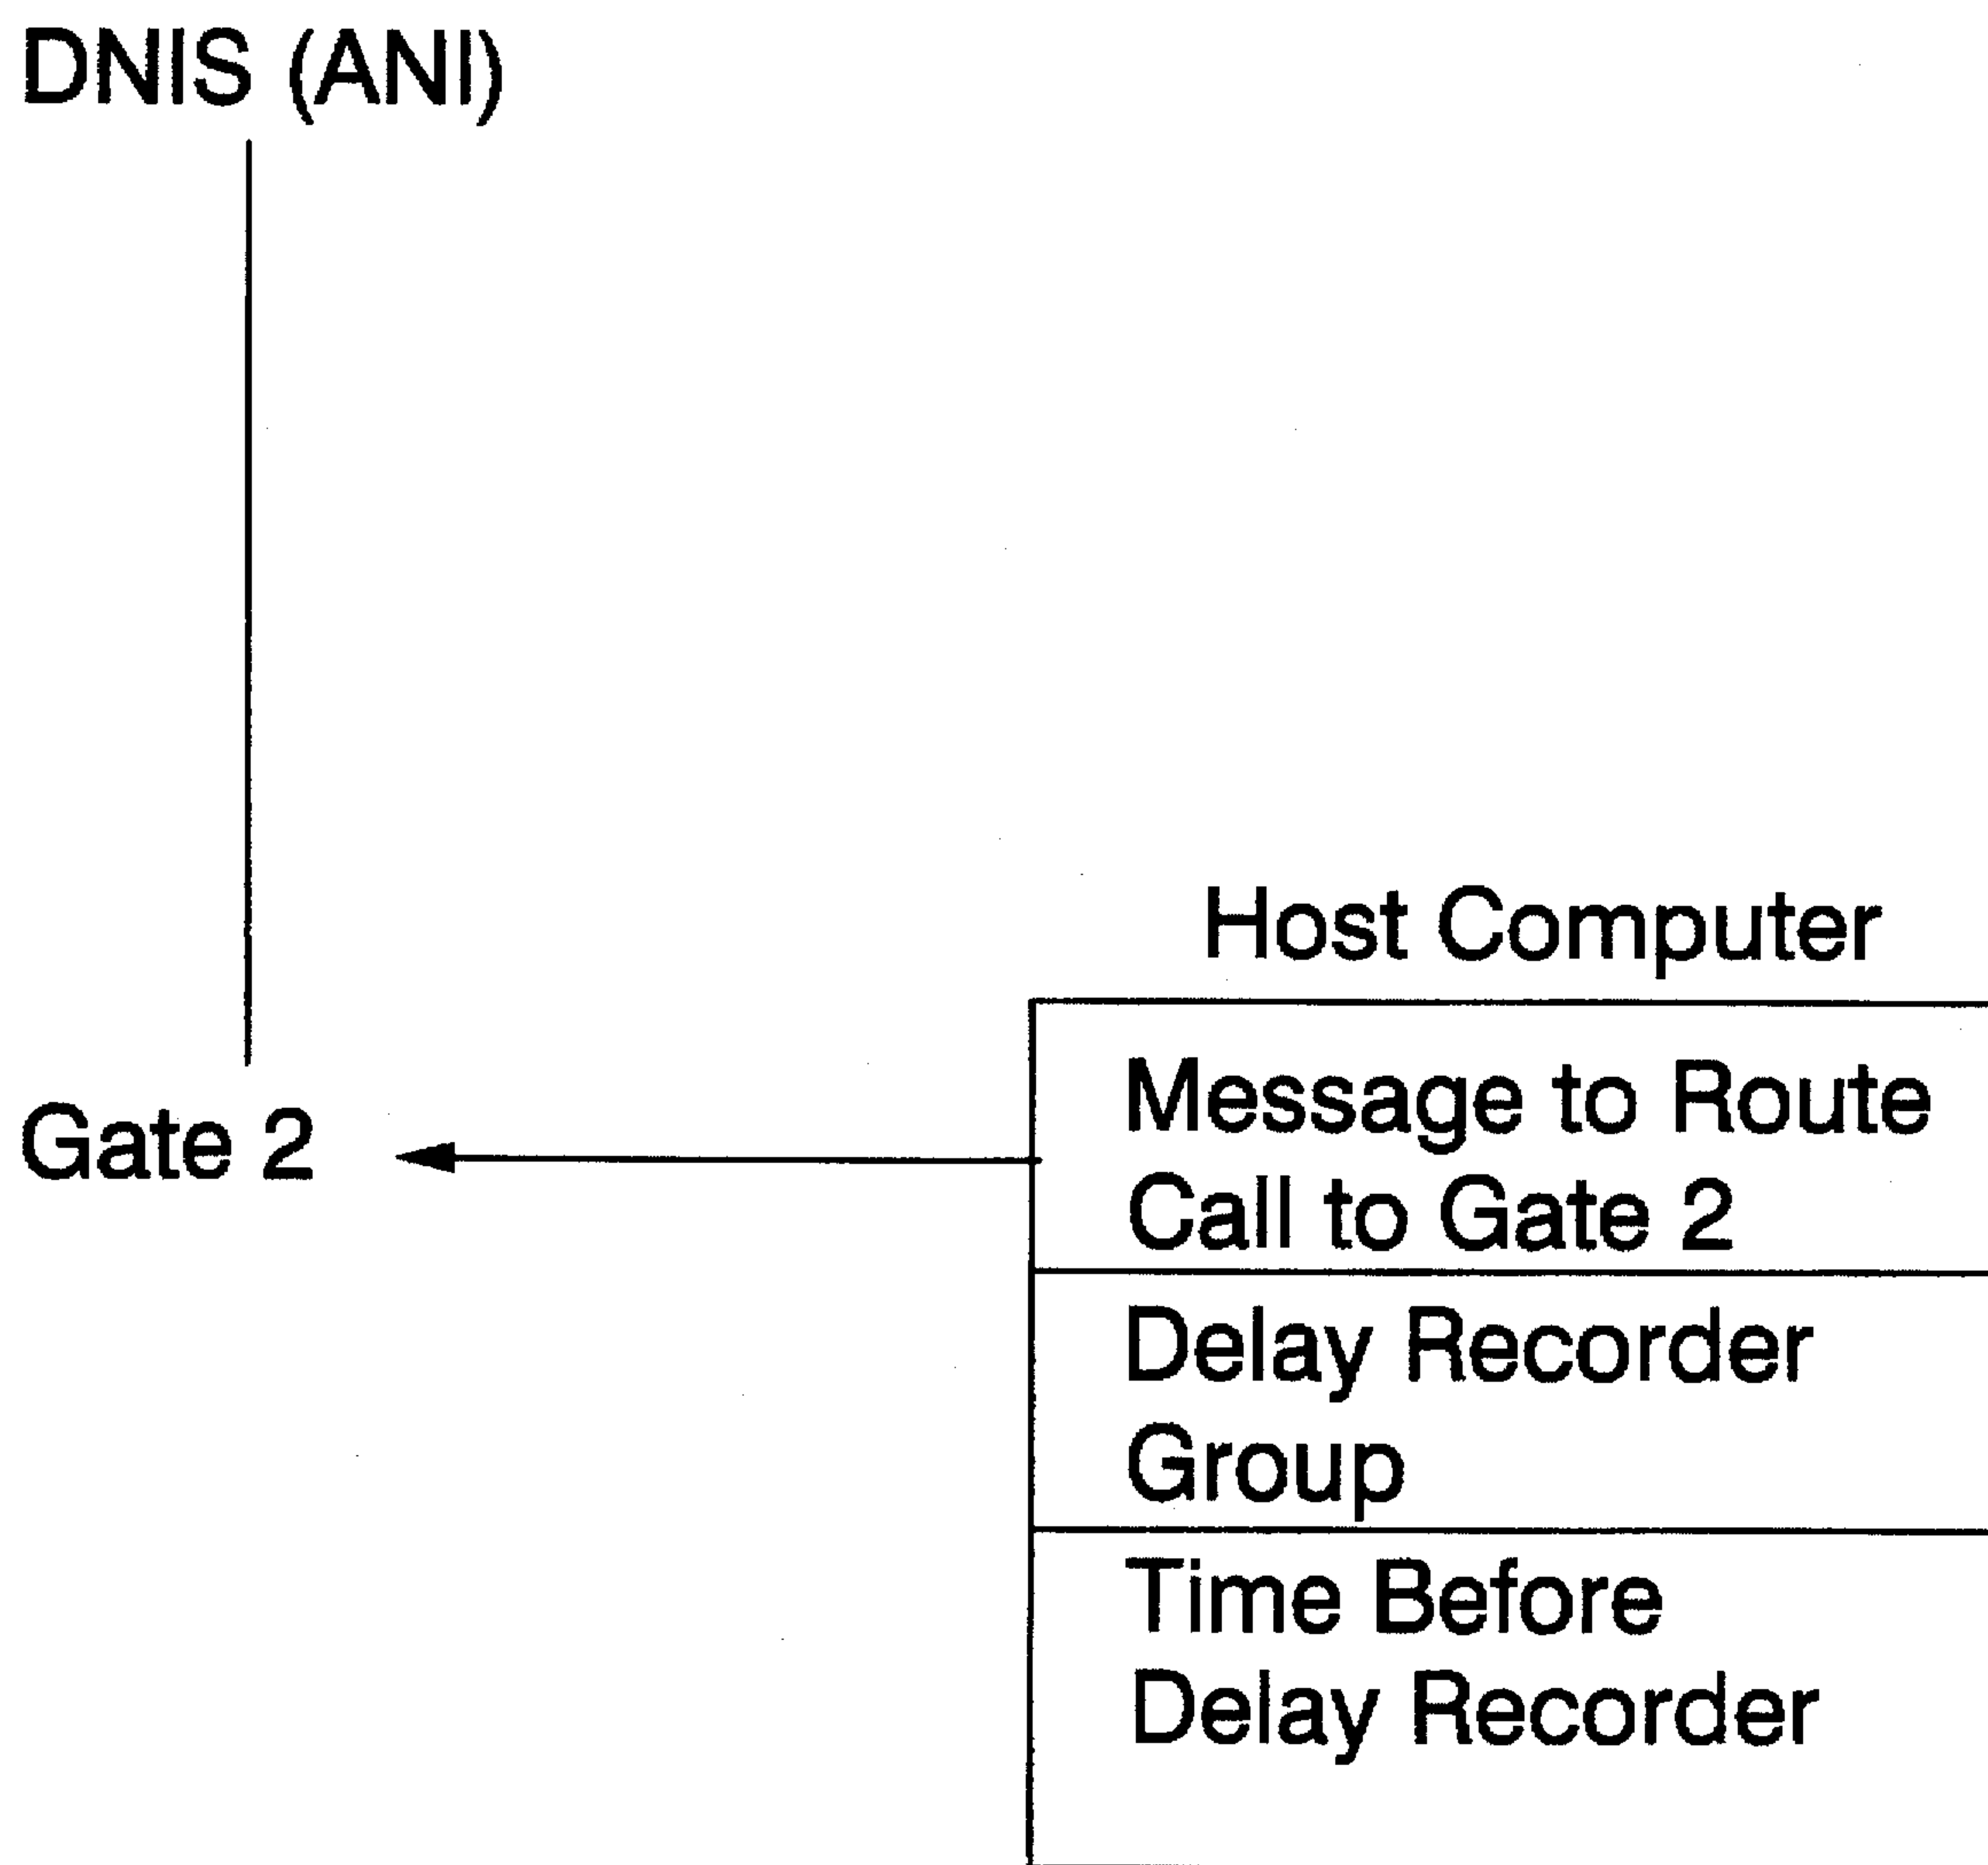 DNIS (ANI)
Host Computer
Gate 2
Message to Route
Call to Gate 2
Delay Recorder
Group
Time Before
Delay Recorder